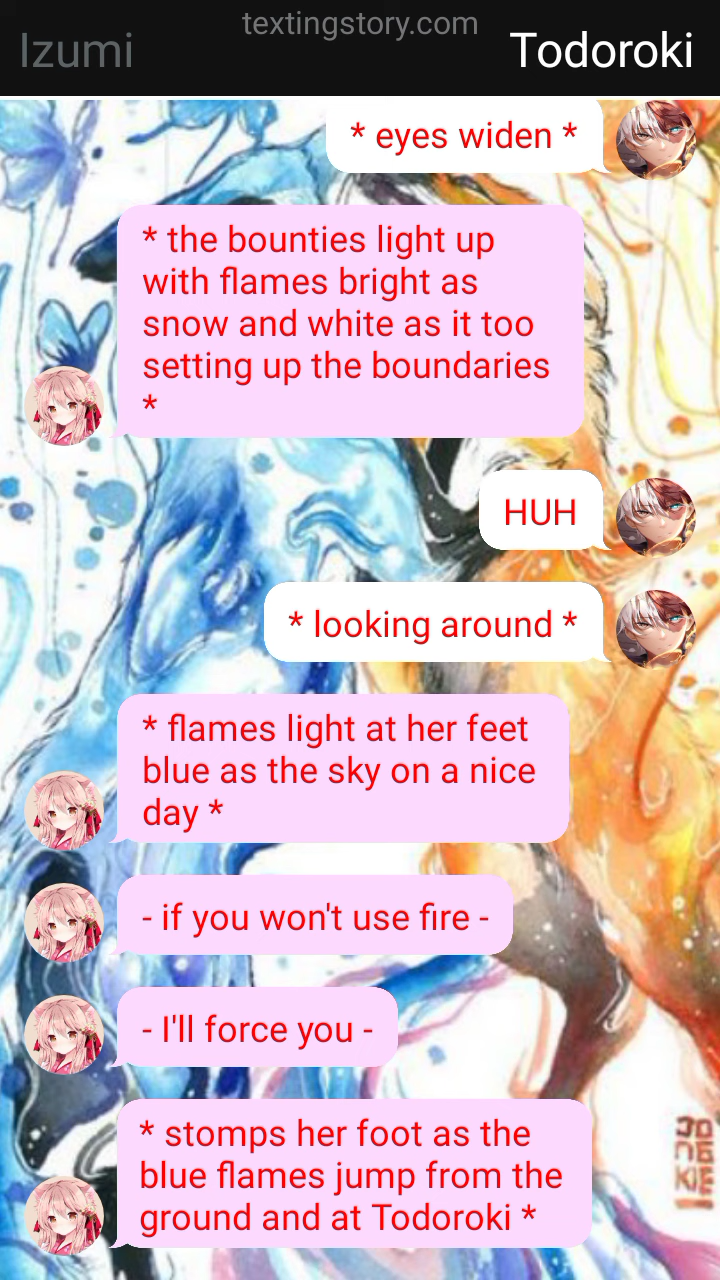 textingstory.com
Izumi
Todoroki
* eyes widen *
* the bounties light up
with flames bright as
snow and white as it too
setting up the boundaries
*
HUH
* looking around *
* flames light at her feet
blue as the sky on a nice
day *
- if you won't use fire -
- I'll force you -
* stomps her foot as the
blue flames jump from the
ground and at Todoroki *